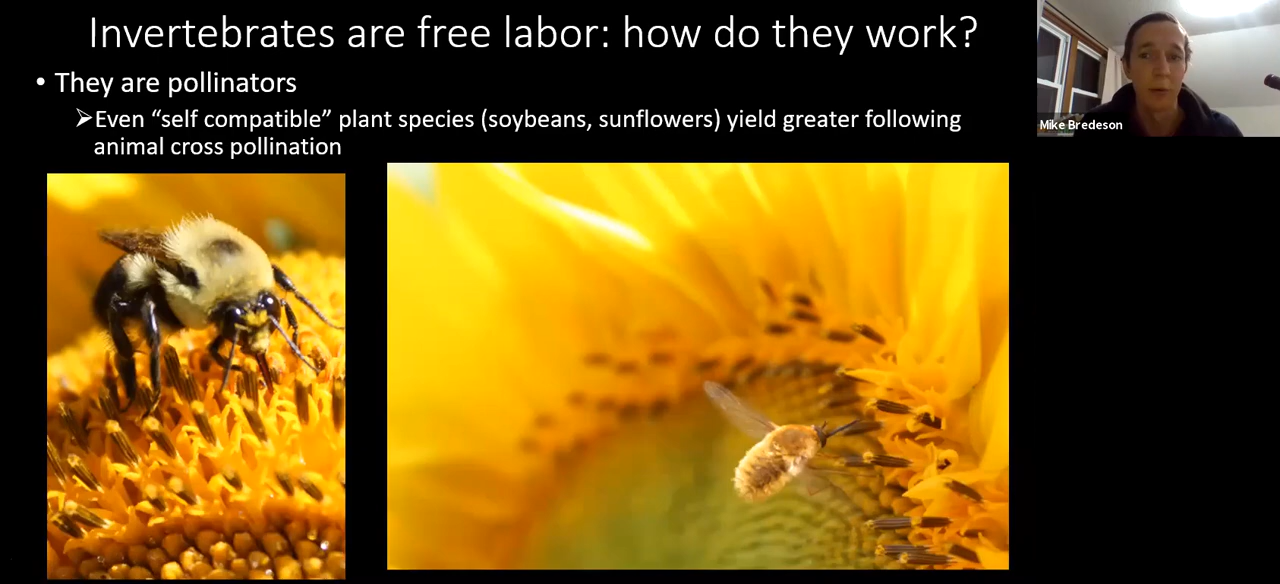 Invertebrates are free labor: how do they work?
• They are pollinators
➢Even “self compatible” plant species (soybeans, sunflowers) yield greater following
animal cross pollination
Mike Bredeson